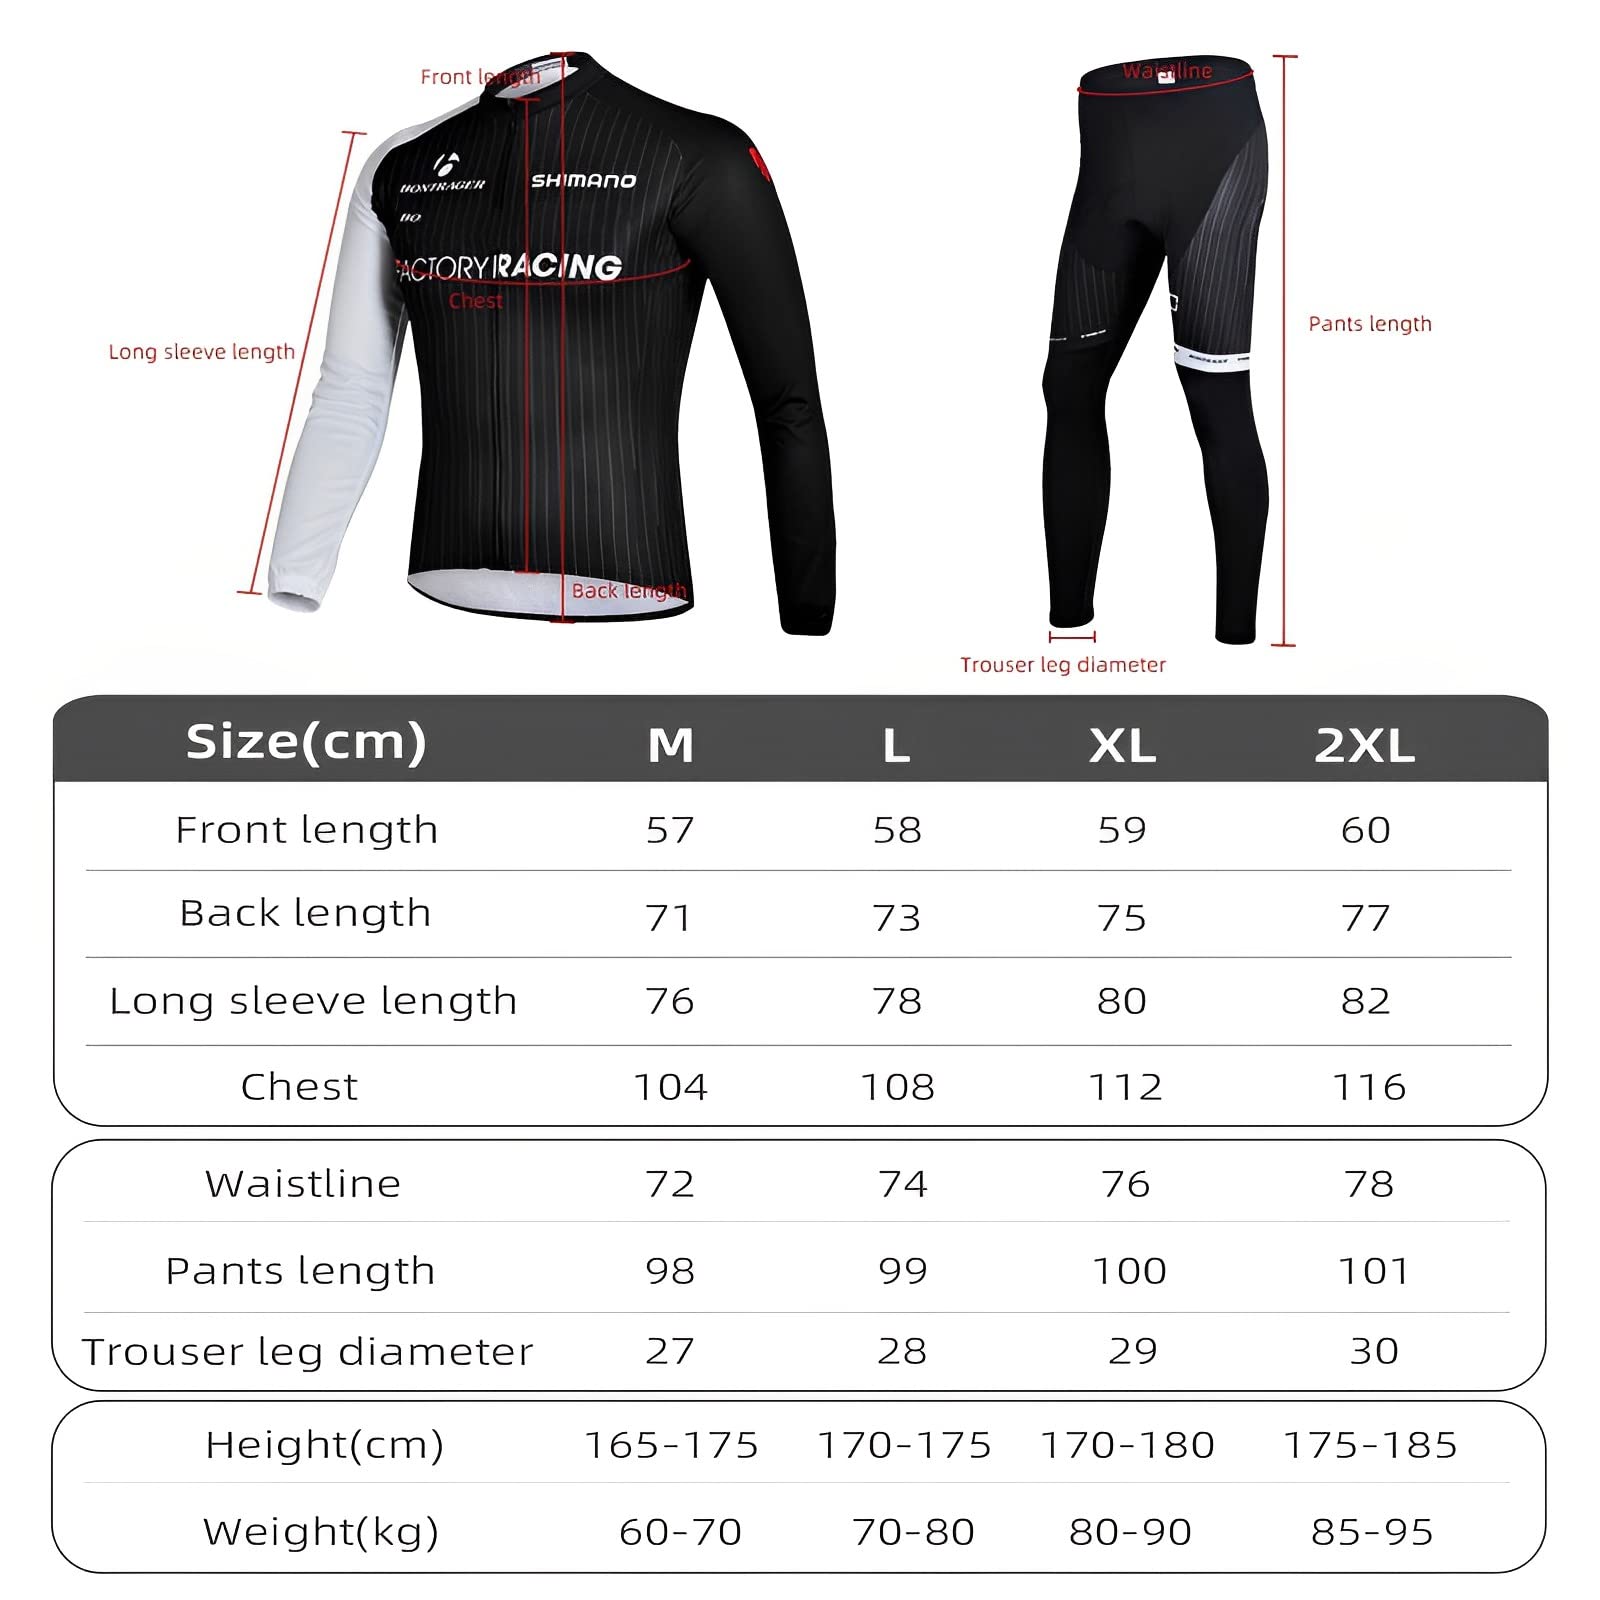 Front length
Waistline
BONTRAGER
SHIMANO
FACTORY RACING
Chest
Long sleeve length
Pants length
Back length
Trouser leg diameter
Size(cm) M L XL 2XL
Front length 57 58 59 60
Back length 71 73 75 77
Long sleeve length 76 78 80 82
Chest 104 108 112 116
Waistline 72 74 76 78
Pants length 98 99 100 101
Trouser leg diameter 27 28 29 30
Height(cm) 165-175 170-175 170-180 175-185
Weight(kg) 60-70 70-80 80-90 85-95